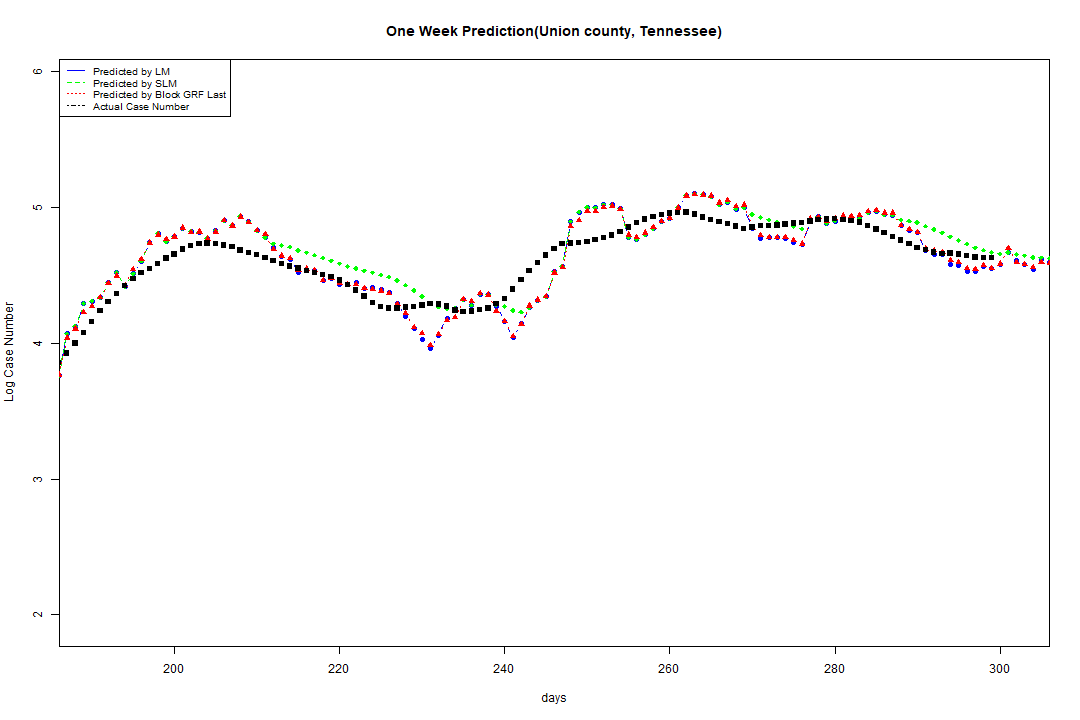 One Week Prediction(Union county, Tennessee)
Predicted by LM
Predicted by SLM
Predicted by Block GRF Last
Actual Case Number
6
5
4
3
2
Log Case Number
200 220 240 260 280 300
days